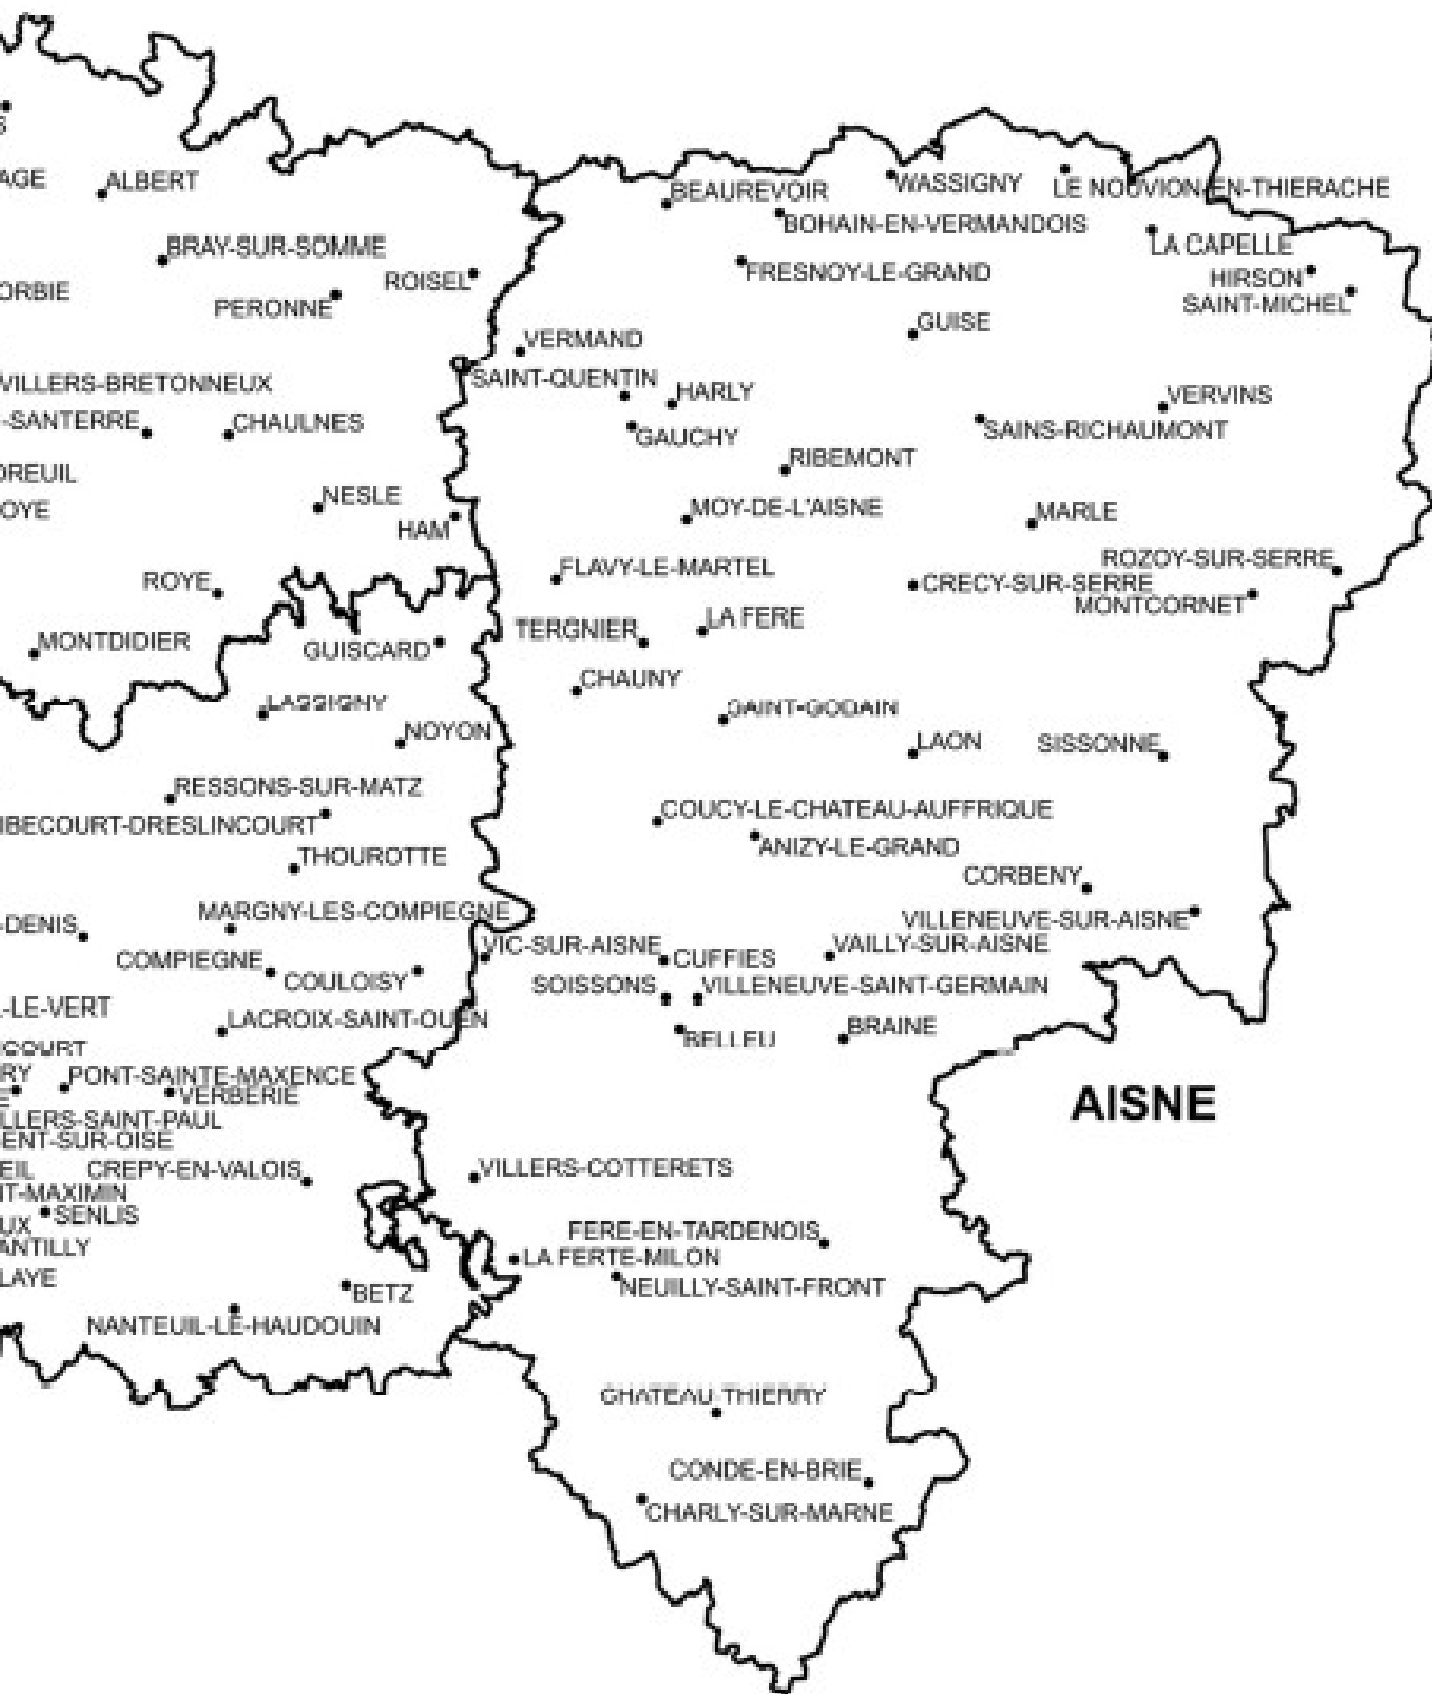 S
AGE
ALBERT
BEAUREVOIR
WASSIGNY
LE NOUVION-EN-THIERACHE
BOHAIN-EN-VERMANDOIS
BRAY-SUR-SOMME
LA CAPELLE
ROISEL
FRESNOY-LE-GRAND
HIRSON
ORBIE
PERONNE
SAINT-MICHEL
GUISE
VERMAND
VILLERS-BRETONNEUX
SAINT-QUENTIN
HARLY
VERVINS
-SANTERRE
CHAULNES
GAUCHY
SAINS-RICHAUMONT
RIBEMONT
OREUIL
NESLE
MOY-DE-L'AISNE
MARLE
OYE
HAM
ROZOY-SUR-SERRE
ROYE
FLAVY-LE-MARTEL
CRECY-SUR-SERRE
MONTCORNET
LA FERE
TERGNIER
MONTDIDIER
GUISCARD
CHAUNY
LASSIGNY
SAINT-GOBAIN
NOYON
LAON
SISSONNE
RESSONS-SUR-MATZ
COUCY-LE-CHATEAU-AUFFRIQUE
IBECOURT-DRESLINCOURT
ANIZY-LE-GRAND
THOUROTTE
CORBENY
MARGNY-LES-COMPIEGNE
VILLENEUVE-SUR-AISNE
-DENIS
VIC-SUR-AISNE
VAILLY-SUR-AISNE
COMPIEGNE
CUFFIES
COULOISY
SOISSONS
VILLENEUVE-SAINT-GERMAIN
-LE-VERT
LACROIX-SAINT-OUEN
BRAINE
BELLEU
COURT
RY
PONT-SAINTE-MAXENCE
E
VERBERIE
AISNE
LLERS-SAINT-PAUL
ENT-SUR-OISE
EIL
CREPY-EN-VALOIS
VILLERS-COTTERETS
T-MAXIMIN
SENLIS
UX
FERE-EN-TARDENOIS
ANTILLY
LA FERTE-MILON
LAYE
BETZ
NEUILLY-SAINT-FRONT
NANTEUIL-LE-HAUDOUIN
CHATEAU-THIERRY
CONDE-EN-BRIE
CHARLY-SUR-MARNE